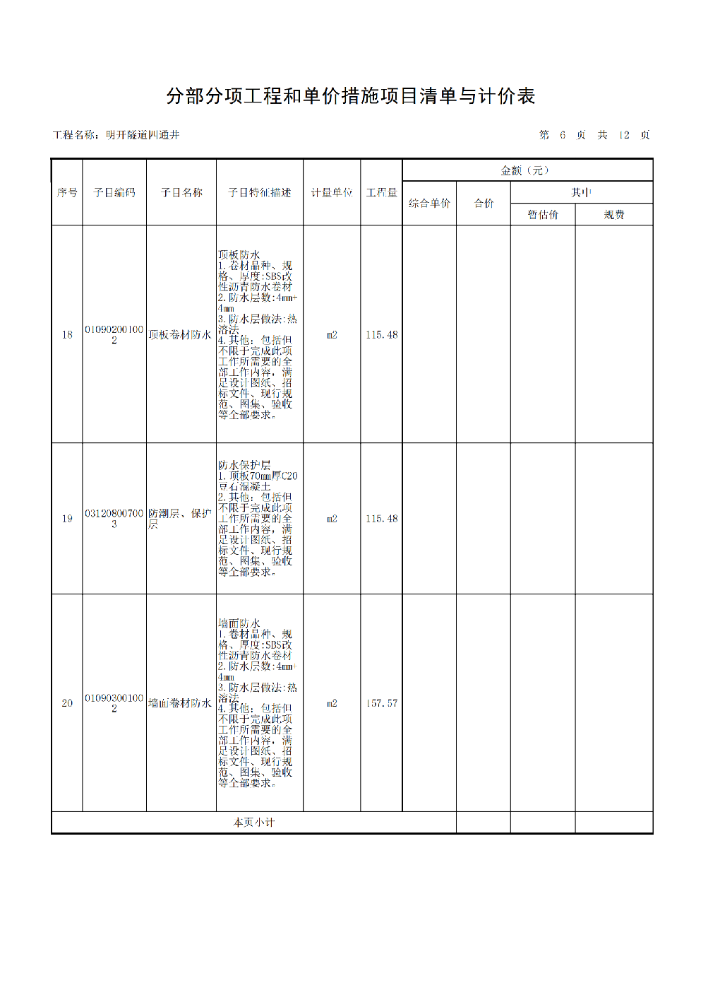 分部分项工程和单价措施项目清单与计价表
工程名称：明开隧道四通井
第 6 页 共 12 页
序号
子目编码
子目名称
子目特征描述
计量单位
工程量
金额（元）
综合单价
合价
其中
暂估价
规费
18
01090200100
2
顶板卷材防水
顶板防水
1.卷材品种、规
格、厚度:SBS改
性沥青防水卷材
2.防水层数:4mm+
4mm
3.防水层做法:热
溶法
4.其他：包括但
不限于完成此项
工作所需要的全
部工作内容，满
足设计图纸、招
标文件、现行规
范、图集、验收
等全部要求。
m2
115.48
19
03120800700
3
防潮层、保护
层
防水保护层
1.顶板70mm厚C20
豆石混凝土
2.其他：包括但
不限于完成此项
工作所需要的全
部工作内容，满
足设计图纸、招
标文件、现行规
范、图集、验收
等全部要求。
m2
115.48
20
01090300100
2
墙面卷材防水
墙面防水
1.卷材品种、规
格、厚度:SBS改
性沥青防水卷材
2.防水层数:4mm+
4mm
3.防水层做法:热
溶法
4.其他：包括但
不限于完成此项
工作所需要的全
部工作内容，满
足设计图纸、招
标文件、现行规
范、图集、验收
等全部要求。
m2
157.57
本页小计